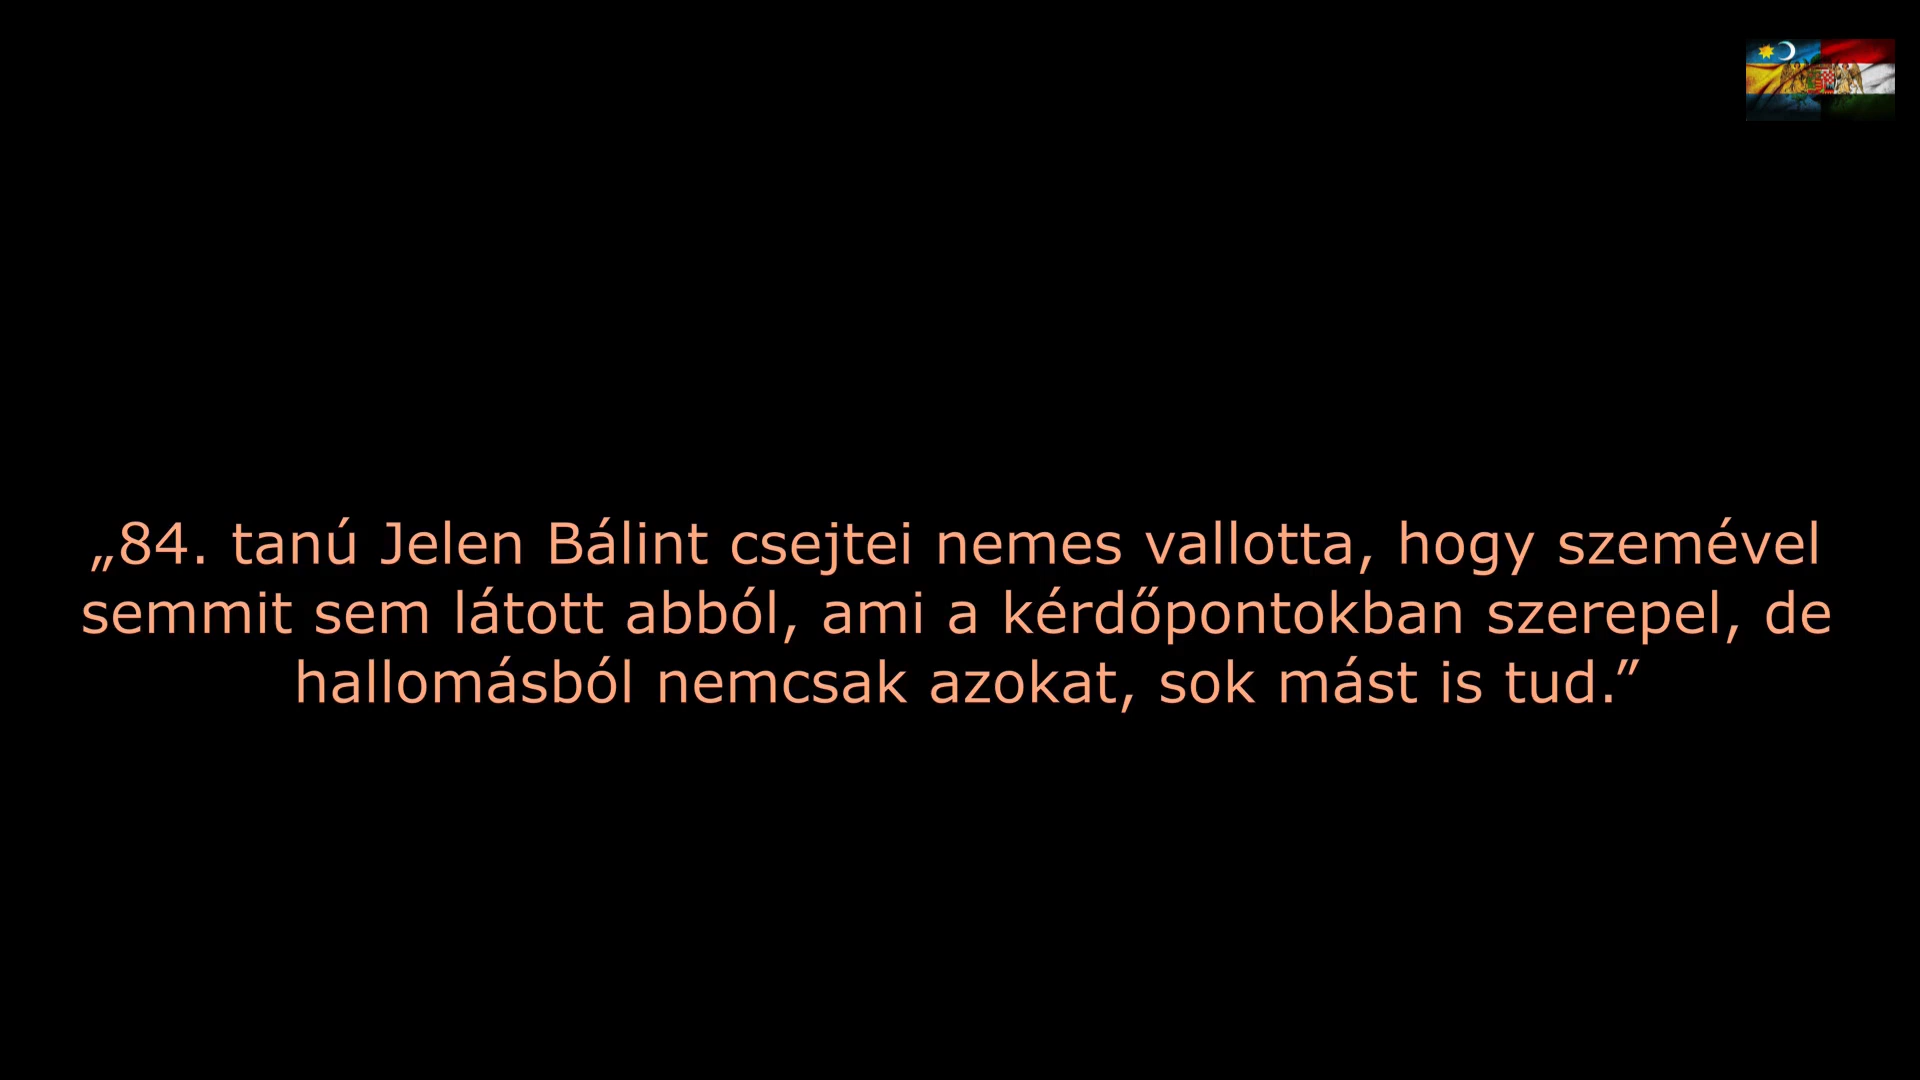 „84. tanú Jelen Bálint csejtei nemes vallotta, hogy szemével
semmit sem látott abból, ami a kérdőpontokban szerepel, de
hallomásból nemcsak azokat, sok mást is tud.”